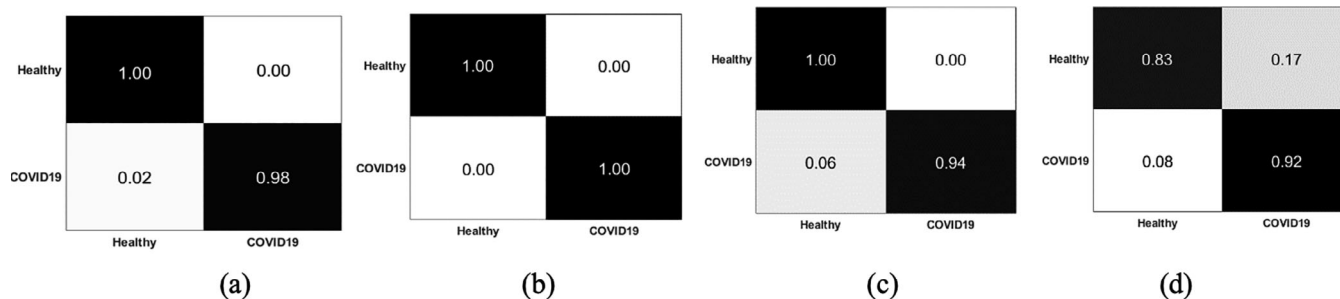 Healthy 1.00 0.00
COVID19 0.02 0.98
Healthy COVID19
(a)
Healthy 1.00 0.00
COVID19 0.00 1.00
Healthy COVID19
(b)
Healthy 1.00 0.00
COVID19 0.06 0.94
Healthy COVID19
(c)
Healthy 0.83 0.17
COVID19 0.08 0.92
Healthy COVID19
(d)